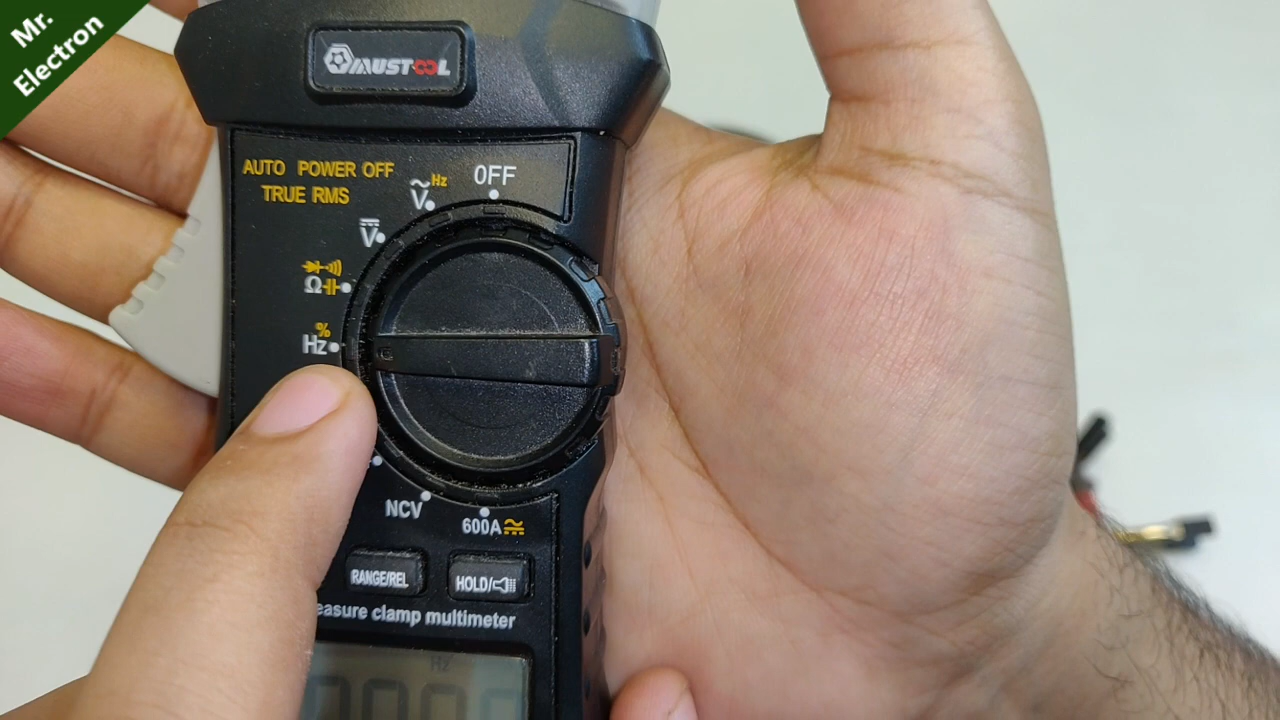 Mr.
Electron
MUSTOOL
AUTO POWER OFF
TRUE RMS
Hz
V
OFF
V
Ω
%
Hz
NCV
600A
RANGE/REL
HOLD/
easure clamp multimeter
Hz